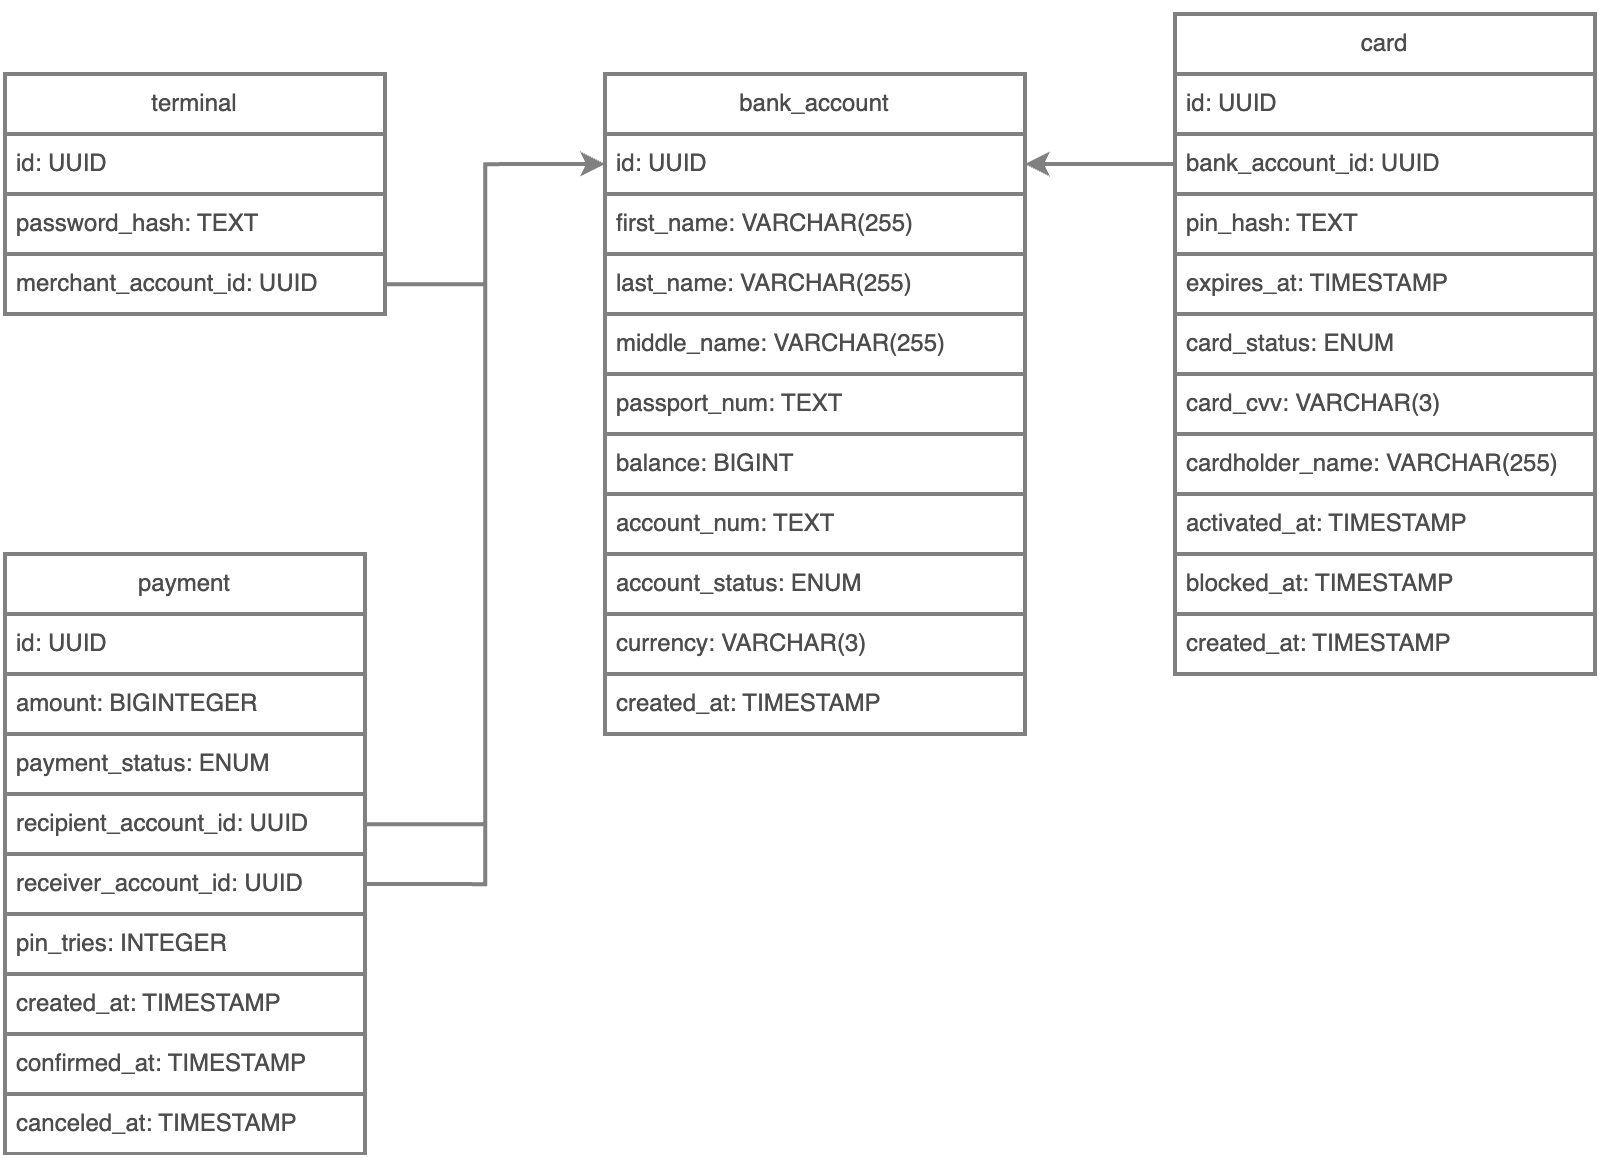 terminal
id: UUID
password_hash: TEXT
merchant_account_id: UUID
payment
id: UUID
amount: BIGINTEGER
payment_status: ENUM
recipient_account_id: UUID
receiver_account_id: UUID
pin_tries: INTEGER
created_at: TIMESTAMP
confirmed_at: TIMESTAMP
canceled_at: TIMESTAMP
bank_account
id: UUID
first_name: VARCHAR(255)
last_name: VARCHAR(255)
middle_name: VARCHAR(255)
passport_num: TEXT
balance: BIGINT
account_num: TEXT
account_status: ENUM
currency: VARCHAR(3)
created_at: TIMESTAMP
card
id: UUID
bank_account_id: UUID
pin_hash: TEXT
expires_at: TIMESTAMP
card_status: ENUM
card_cvv: VARCHAR(3)
cardholder_name: VARCHAR(255)
activated_at: TIMESTAMP
blocked_at: TIMESTAMP
created_at: TIMESTAMP